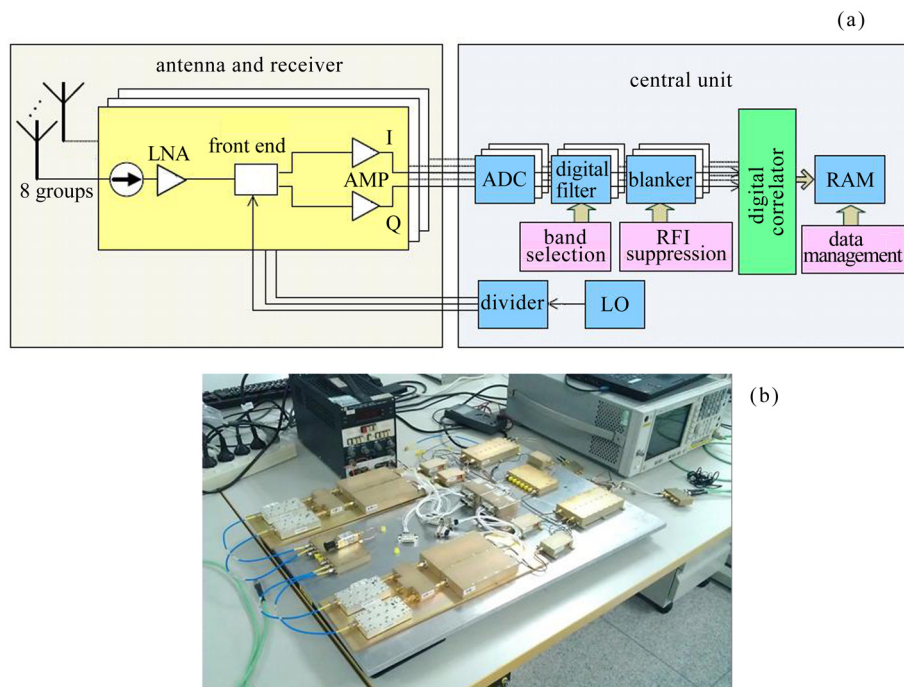 (a)
antenna and receiver
central unit
8 groups
LNA
front end
I
AMP
Q
ADC
digital
filter
blanker
digital
correlator
RAM
band
selection
RFI
suppression
data
management
divider
LO
(b)